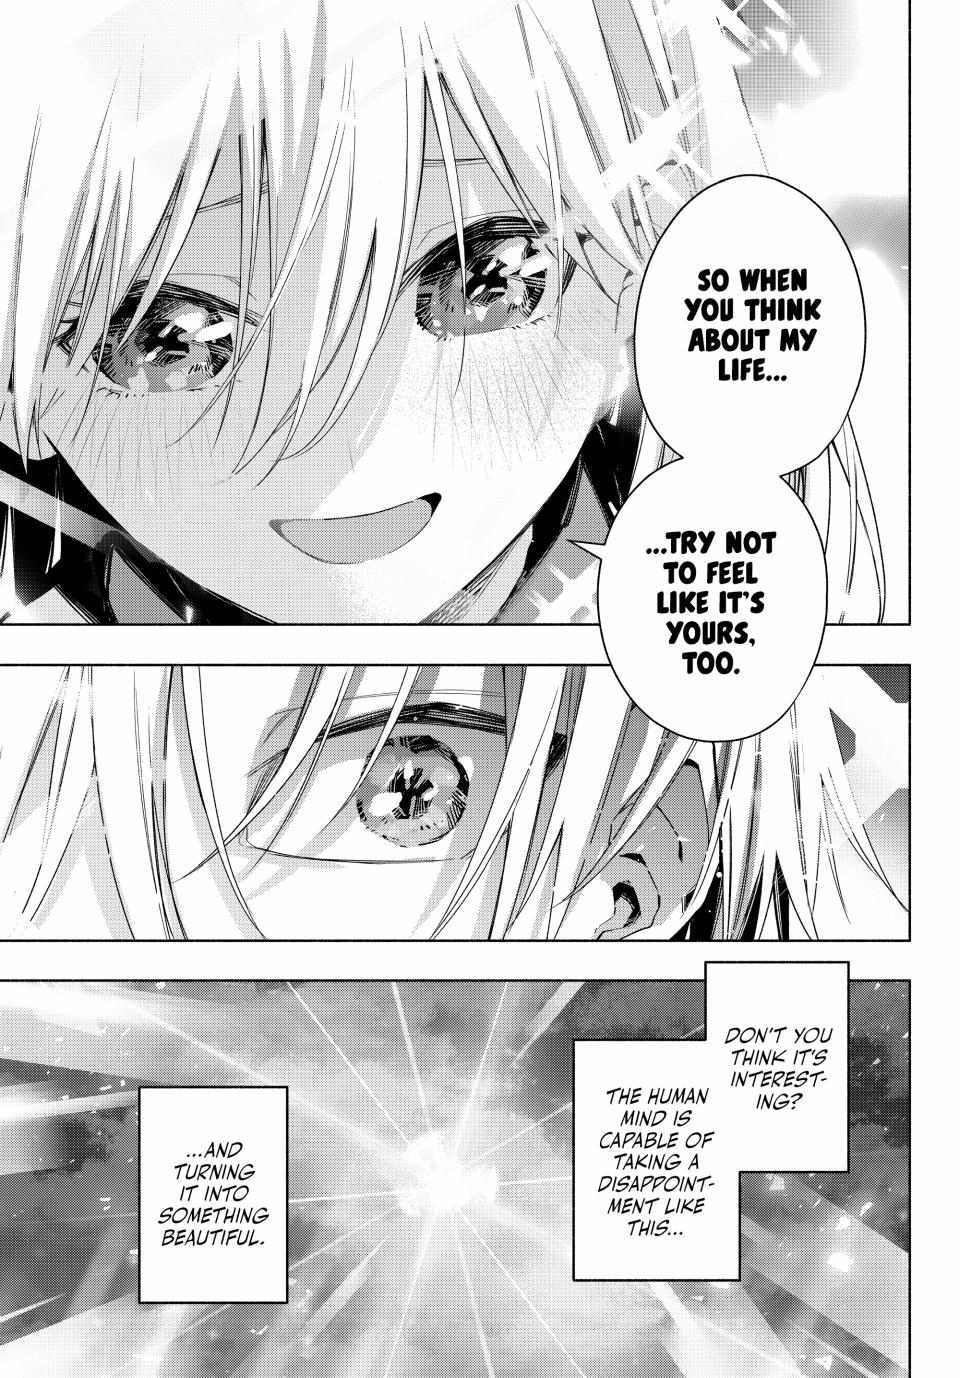 SO WHEN
YOU THINK
ABOUT MY
LIFE...
...TRY NOT
TO FEEL
LIKE IT'S
YOURS,
TOO.
DON'T YOU
THINK IT'S
INTEREST-
ING?
THE HUMAN
MIND IS
CAPABLE OF
TAKING A
DISAPPOINT-
MENT LIKE
THIS...
...AND
TURNING
IT INTO
SOMETHING
BEAUTIFUL.